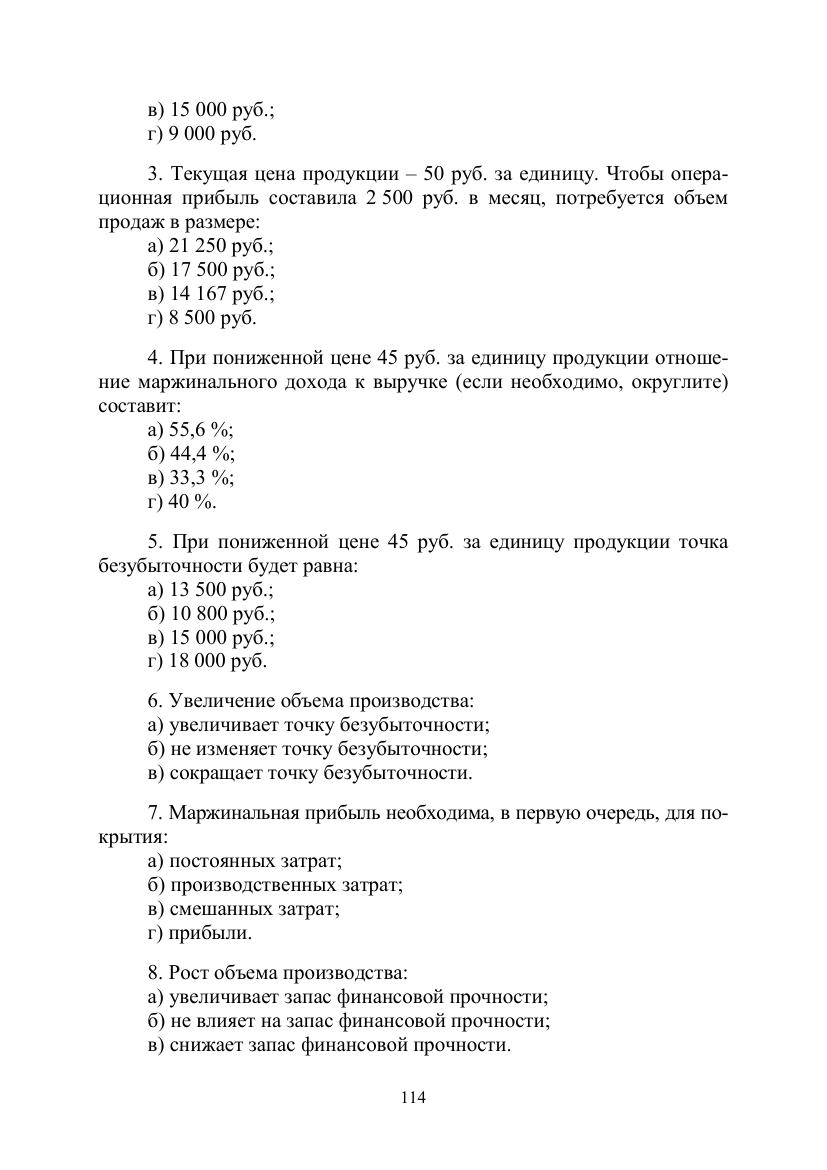 в) 15 000 руб.;
г) 9 000 руб.
3. Текущая цена продукции – 50 руб. за единицу. Чтобы опера-
ционная прибыль составила 2 500 руб. в месяц, потребуется объем
продаж в размере:
а) 21 250 руб.;
б) 17 500 руб.;
в) 14 167 руб.;
г) 8 500 руб.
4. При пониженной цене 45 руб. за единицу продукции отноше-
ние маржинального дохода к выручке (если необходимо, округлите)
составит:
а) 55,6 %;
б) 44,4 %;
в) 33,3 %;
г) 40 %.
5. При пониженной цене 45 руб. за единицу продукции точка
безубыточности будет равна:
а) 13 500 руб.;
б) 10 800 руб.;
в) 15 000 руб.;
г) 18 000 руб.
6. Увеличение объема производства:
а) увеличивает точку безубыточности;
б) не изменяет точку безубыточности;
в) сокращает точку безубыточности.
7. Маржинальная прибыль необходима, в первую очередь, для по-
крытия:
а) постоянных затрат;
б) производственных затрат;
в) смешанных затрат;
г) прибыли.
8. Рост объема производства:
а) увеличивает запас финансовой прочности;
б) не влияет на запас финансовой прочности;
в) снижает запас финансовой прочности.
114